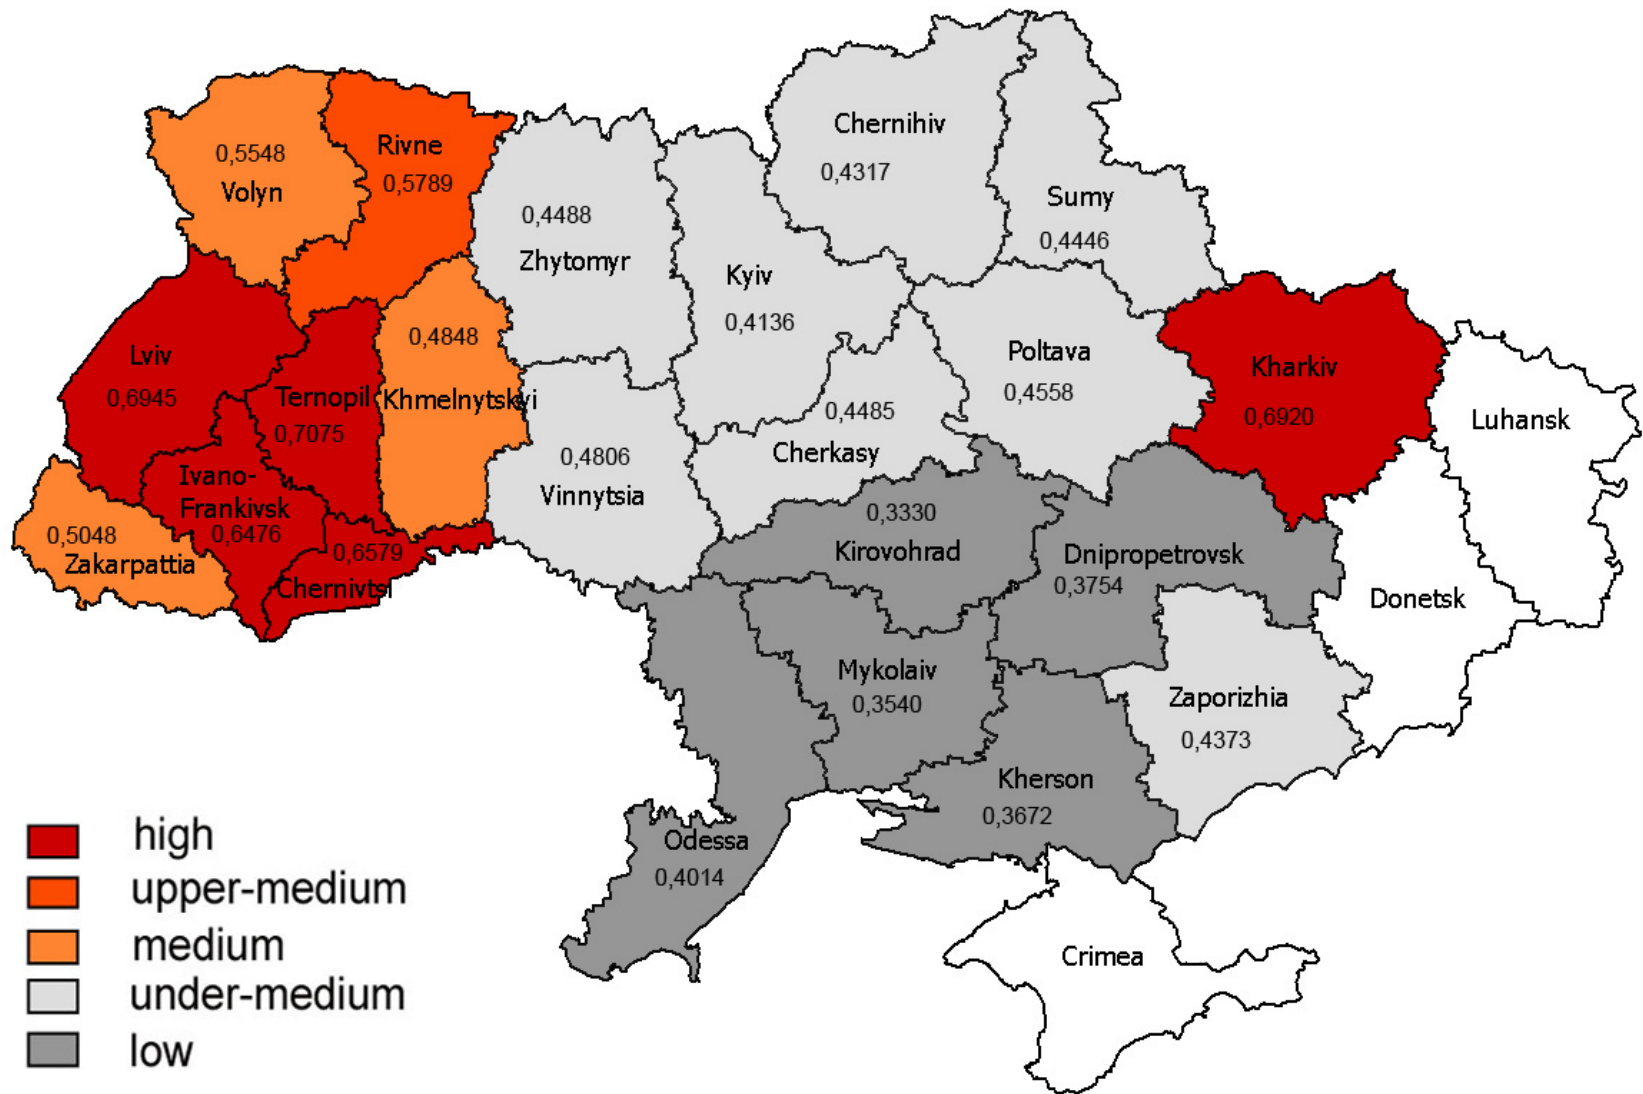 Chernihiv
0,4317
Rivne
0,5789
0,5548
Volyn
Sumy
0,4446
0,4488
Zhytomyr
Kyiv
0,4136
0,4848
Khmelnytskyi
Lviv
0,6945
Ternopil
0,7075
Poltava
0,4558
Kharkiv
0,6920
Luhansk
0,4485
Cherkasy
0,4806
Vinnytsia
Ivano-
Frankivsk
0,6476
0,5048
Zakarpattia
0,6579
Chernivtsi
0,3330
Kirovohrad
Dnipropetrovsk
0,3754
Donetsk
Mykolaiv
0,3540
Zaporizhia
0,4373
Kherson
0,3672
Odessa
0,4014
Crimea
high
upper-medium
medium
under-medium
low